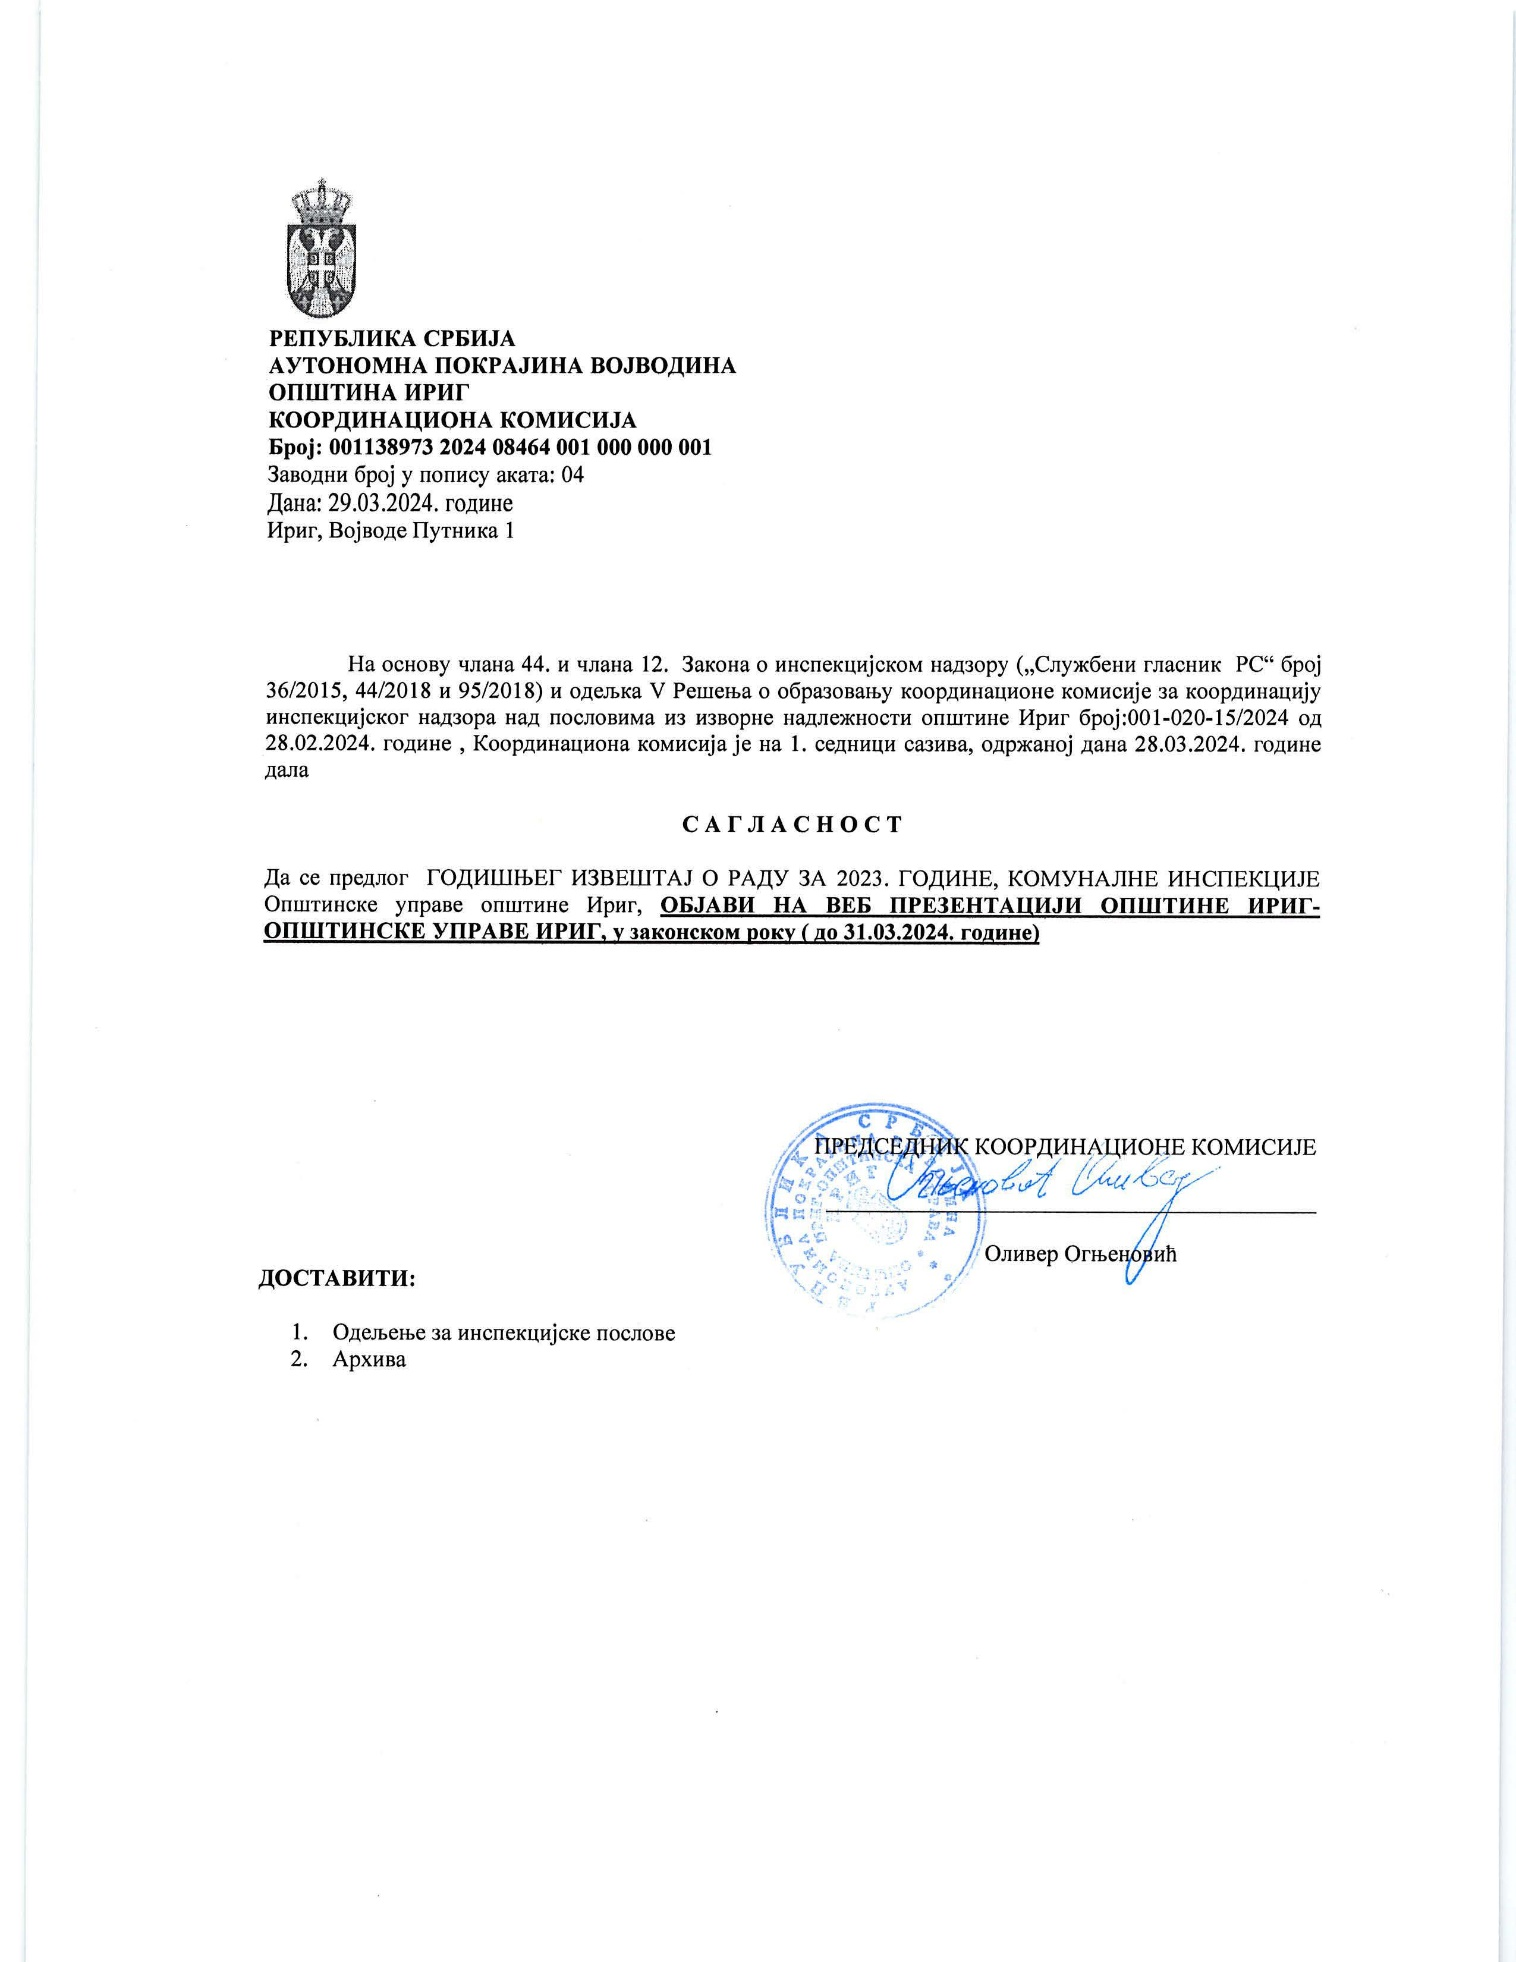 РЕПУБЛИКА СРБИЈА
АУТОНОМНА ПОКРАЈИНА ВОЈВОДИНА
ОПШТИНА ИРИГ
КООРДИНАЦИОНА КОМИСИЈА
Број: 001138973 2024 08464 001 000 000 001
Заводни број у попису аката: 04
Дана: 29.03.2024. године
Ириг, Војводе Путника 1
На основу члана 44. и члана 12. Закона о инспекцијском надзору („Службени гласник РС“ број
36/2015, 44/2018 и 95/2018) и одељка V Решења о образовању координационе комисије за координацију
инспекцијског надзора над пословима из изворне надлежности општине Ириг број:001-020-15/2024 од
28.02.2024. године , Координациона комисија је на 1. седници сазива, одржаној дана 28.03.2024. године
дала
С А Г Л А С Н О С Т
Да се предлог ГОДИШЊЕГ ИЗВЕШТАЈ О РАДУ ЗА 2023. ГОДИНЕ, КОМУНАЛНЕ ИНСПЕКЦИЈЕ
Општинске управе општине Ириг, ОБЈАВИ НА ВЕБ ПРЕЗЕНТАЦИЈИ ОПШТИНЕ ИРИГ-
ОПШТИНСКЕ УПРАВЕ ИРИГ, у законском року ( до 31.03.2024. године)
ПРЕДСЕДНИК КООРДИНАЦИОНЕ КОМИСИЈЕ
Огњеновић Оливер
Оливер Огњеновић
ДОСТАВИТИ:
1. Одељење за инспекцијске послове
2. Архива